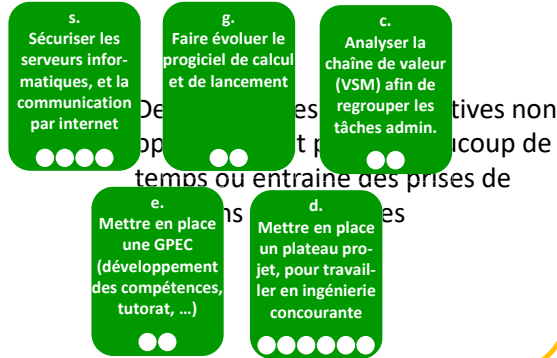 s.
Sécuriser les
serveurs infor-
matiques, et la
communication
par internet
g.
Faire évoluer le
progiciel de calcul
et de lancement
c.
Analyser la
chaîne de valeur
(VSM) afin de
regrouper les
tâches admin.
non
de
temps ou entraine des prises de
e.
Mettre en place
une GPEC
(développement
des compétences,
tutorat, …)
d.
Mettre en place
un plateau pro-
jet, pour travail-
ler en ingénierie
concourante